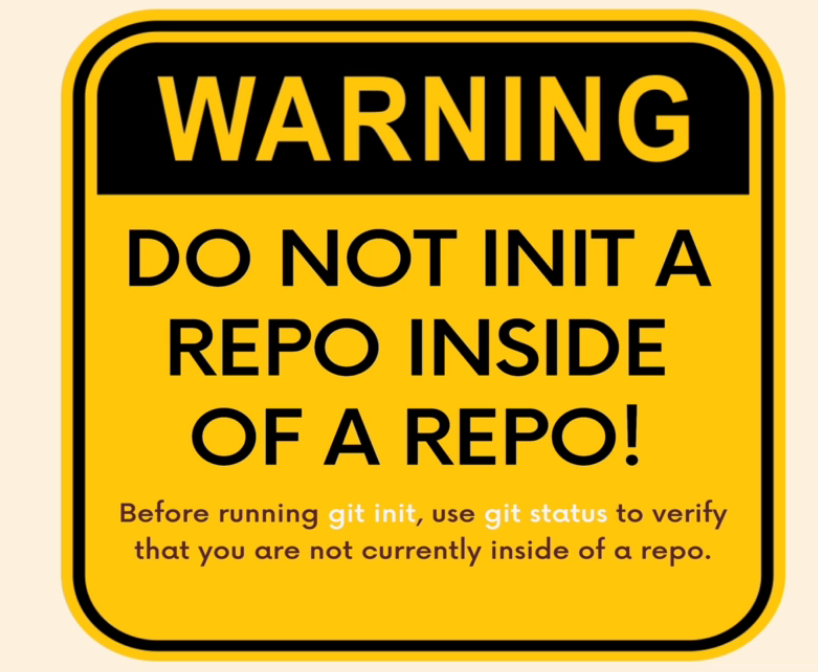 WARNING
DO NOT INIT A
REPO INSIDE
OF A REPO!
Before running git init, use git status to verify
that you are not currently inside of a repo.